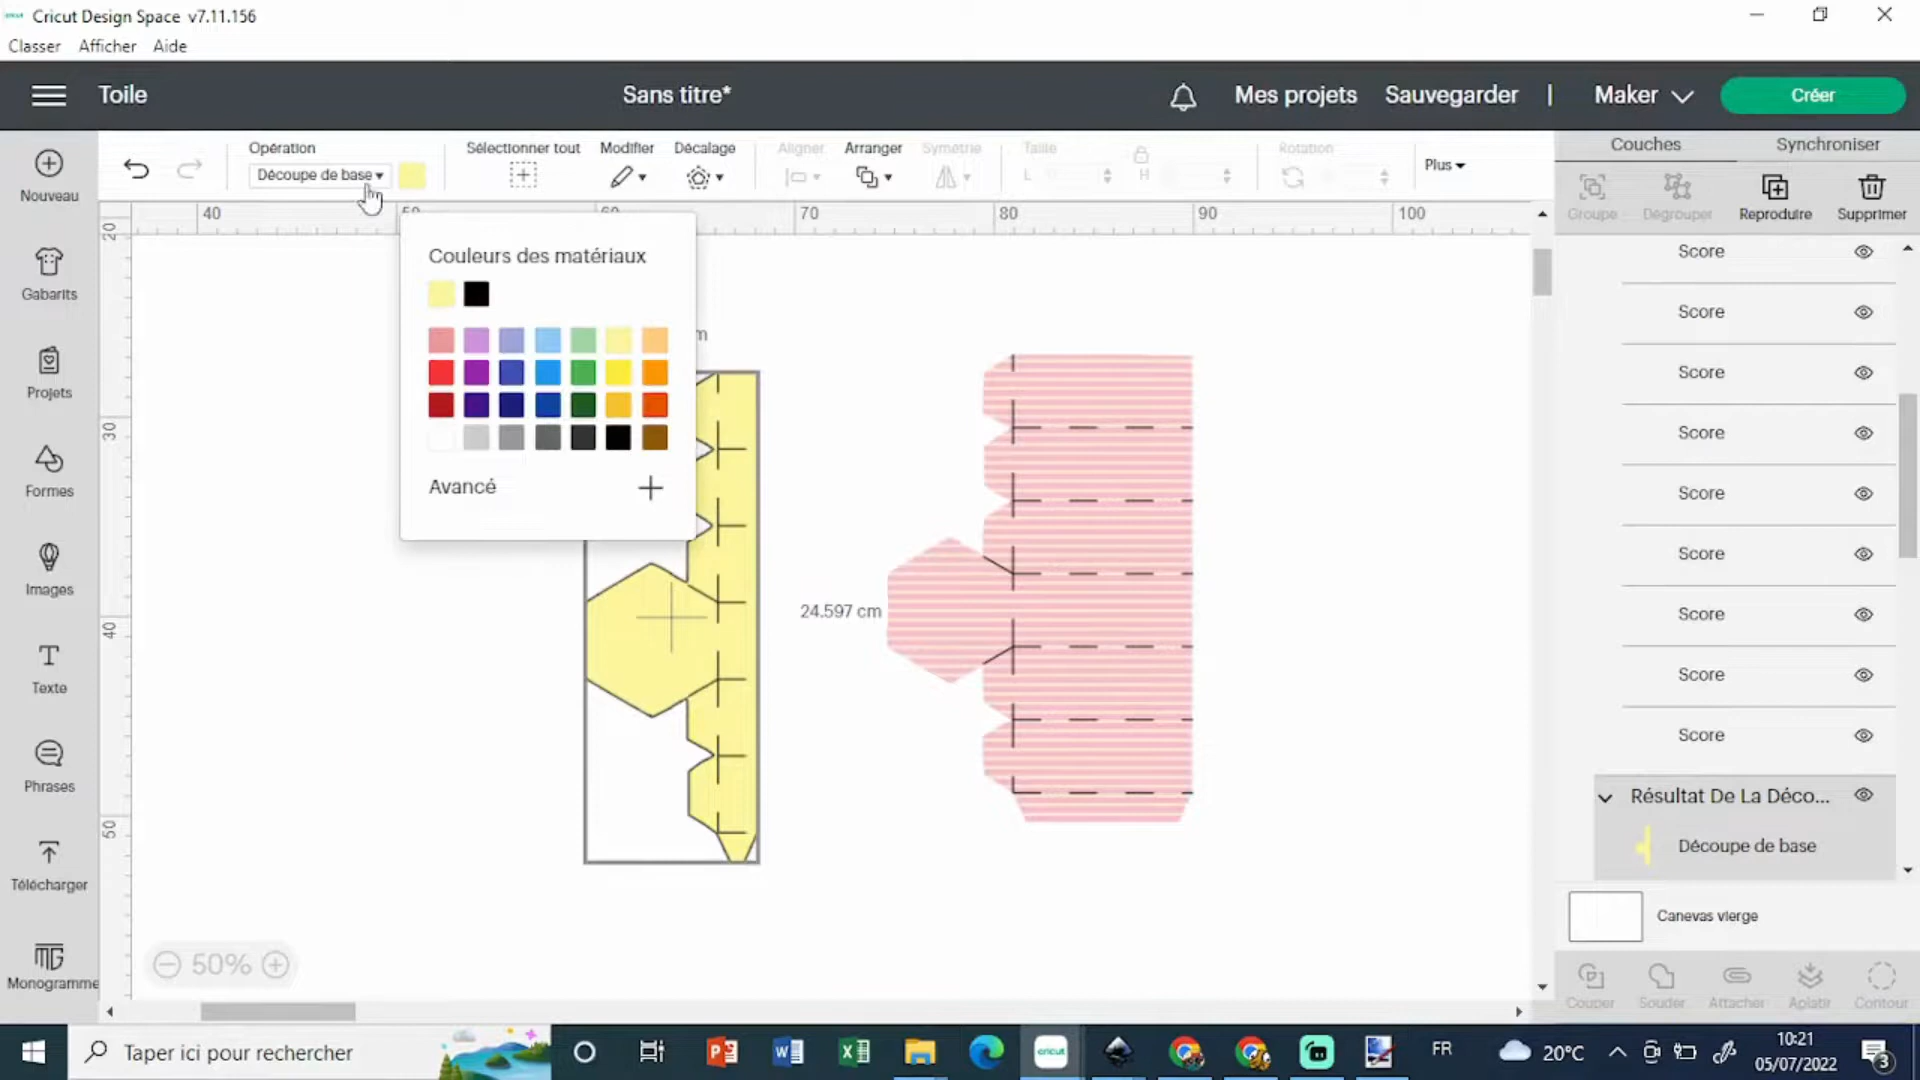 cricut Cricut Design Space v7.11.156
Classer Afficher Aide
Toile
Sans titre*
Mes projets Sauvegarder | Maker
Créer
Opération
Découpe de base
Sélectionner tout
Modifier
Décalage
Aligner
Arranger
Symétrie
Taille
L
H
Rotation
Plus
Couches
Synchroniser
Groupe
Dégrouper
Reproduire
Supprimer
Nouveau
Gabarits
Projets
Formes
Images
Texte
Phrases
Télécharger
Monogramme
40 50 60 70 80 90 100
20
30
40
50
Couleurs des matériaux
Avancé
m
24.597 cm
50%
Score
Score
Score
Score
Score
Score
Score
Score
Score
Résultat De La Déco...
Découpe de base
Canevas vierge
Couper
Souder
Attacher
Aplatir
Contour
Taper ici pour rechercher
cricut
FR
20°C
10:21
05/07/2022
3